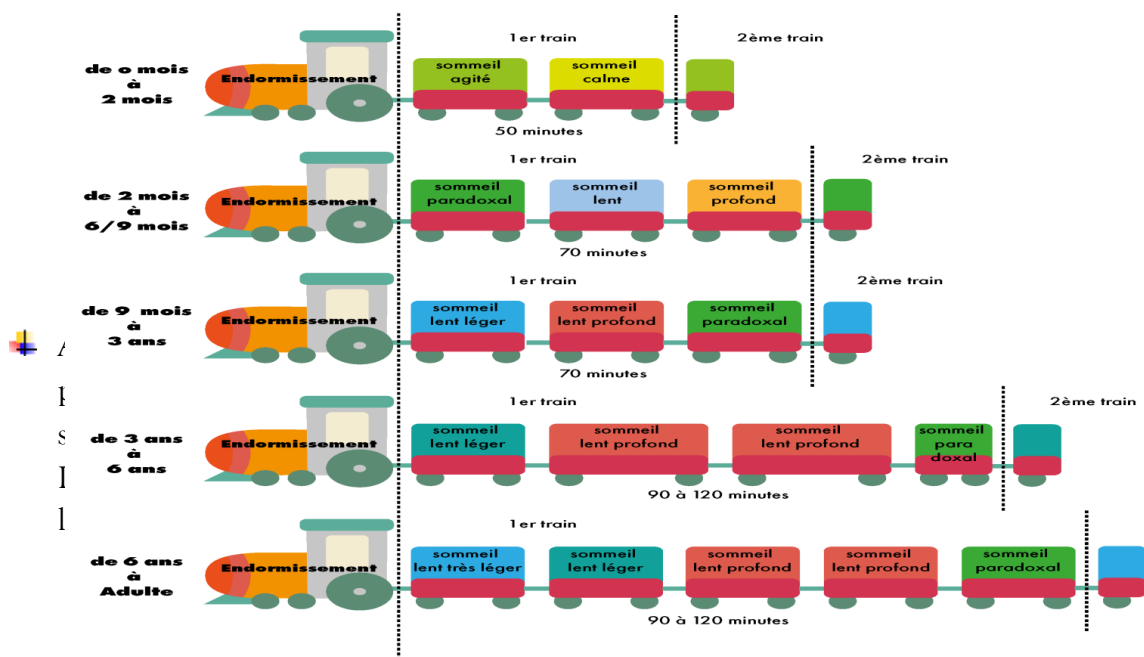 1er train
2ème train
de 0 mois
à
2 mois
Endormissement
sommeil
agité
sommeil
calme
50 minutes
1er train
2ème train
de 2 mois
à
6/9 mois
Endormissement
sommeil
paradoxal
sommeil
lent
sommeil
profond
70 minutes
1er train
2ème train
de 9 mois
à
3 ans
Endormissement
sommeil
lent léger
sommeil
lent profond
sommeil
paradoxal
70 minutes
1er train
2ème train
de 3 ans
à
6 ans
Endormissement
sommeil
lent léger
sommeil
lent profond
sommeil
lent profond
sommeil
para
doxal
90 à 120 minutes
1er train
de 6 ans
à
Adulte
Endormissement
sommeil
lent très léger
sommeil
lent léger
sommeil
lent profond
sommeil
lent profond
sommeil
paradoxal
90 à 120 minutes